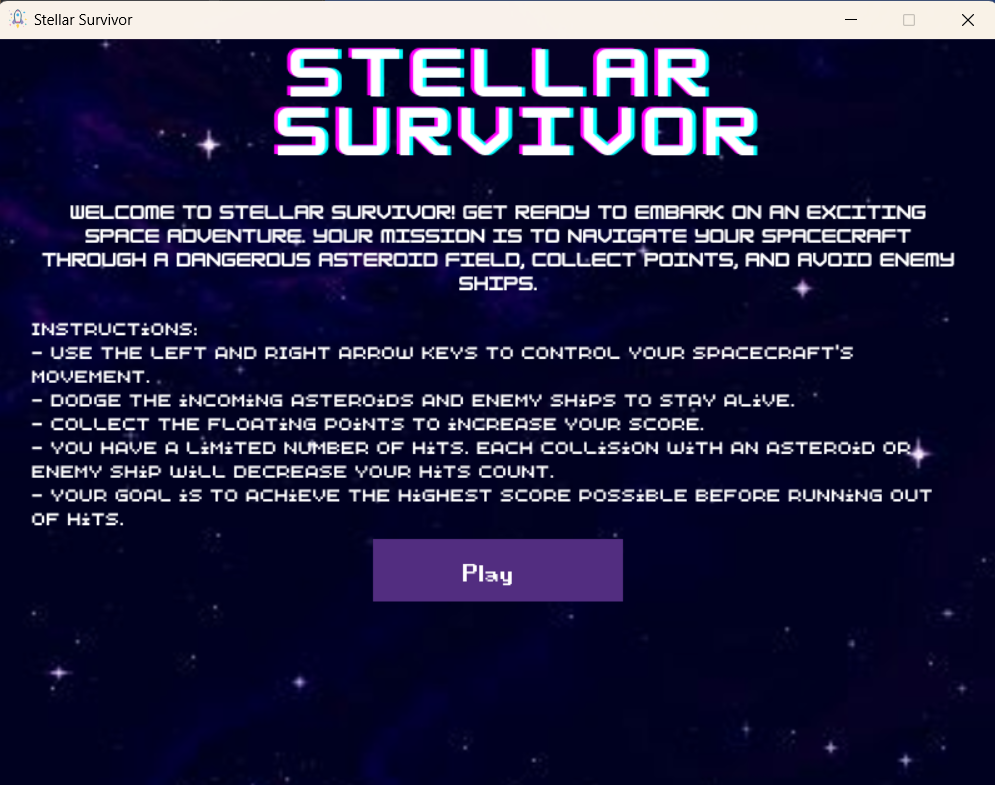 Stellar Survivor
STELLAR
SURVIVOR
WELCOME TO STELLAR SURVIVOR! GET READY TO EMBARK ON AN EXCITING
SPACE ADVENTURE. YOUR MISSION IS TO NAVIGATE YOUR SPACECRAFT
THROUGH A DANGEROUS ASTEROID FIELD, COLLECT POINTS, AND AVOID ENEMY
SHIPS.
INSTRUCTiONS:
- USE THE LEFT AND RIGHT ARROW KEYS TO CONTROL YOUR SPACECRAFT'S
MOVEMENT.
- DODGE THE iNCOMiNG ASTEROiDS AND ENEMY SHiPS TO STAY ALiVE.
- COLLECT THE FLOATiNG POiNTS TO iNCREASE YOUR SCORE.
- YOU HAVE A LiMiTED NUMBER OF HiTS. EACH COLLiSiON WiTH AN ASTEROiD OR
ENEMY SHiP WiLL DECREASE YOUR HiTS COUNT.
- YOUR GOAL iS TO ACHiEVE THE HiGHEST SCORE POSSiBLE BEFORE RUNNiNG OUT
OF HiTS.
Play